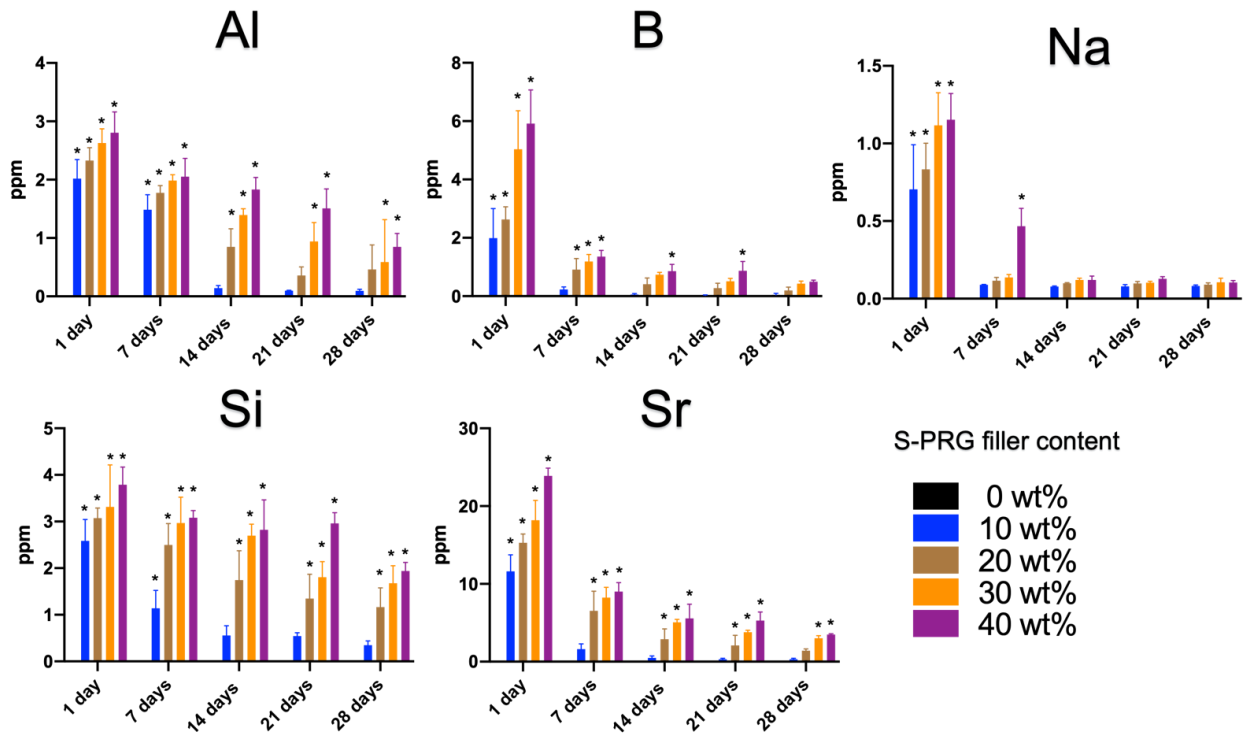 Al
ppm
4
3
2
1
0
* * * *
* * * *
* * *
* *
* *
1 day
7 days
14 days
21 days
28 days
B
ppm
8
6
4
2
0
* * * *
* * *
*
*
1 day
7 days
14 days
21 days
28 days
Na
ppm
1.5
1.0
0.5
0.0
* * * *
*
1 day
7 days
14 days
21 days
28 days
Si
ppm
5
4
3
2
1
0
* * * *
* * * *
* * *
* * *
* * *
1 day
7 days
14 days
21 days
28 days
Sr
ppm
30
20
10
0
* * * *
* * *
* * *
* * *
* *
1 day
7 days
14 days
21 days
28 days
S-PRG filler content
0 wt%
10 wt%
20 wt%
30 wt%
40 wt%